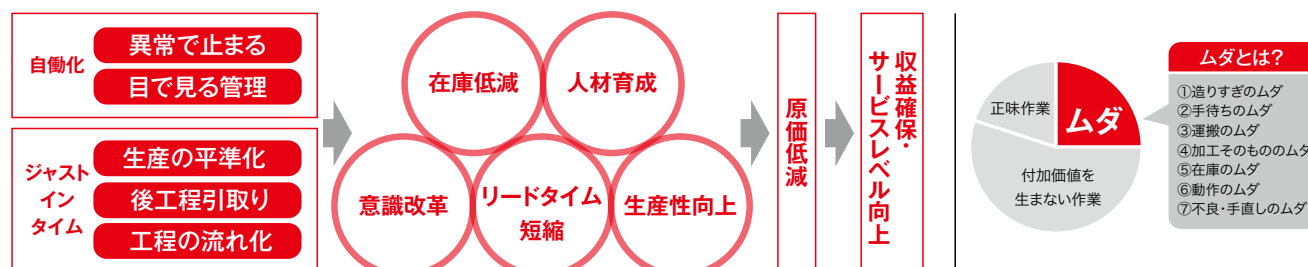 自働化
異常で止まる
目で見る管理
ジャスト
イン
タイム
生産の平準化
後工程引取り
工程の流れ化
在庫低減
人材育成
意識改革
リードタイム
短縮
生産性向上
原価低減
収益確保・
サービスレベル向上
正味作業
ムダ
付加価値を
生まない作業
ムダとは?
①造りすぎのムダ
②手待ちのムダ
③運搬のムダ
④加工そのもののムダ
⑤在庫のムダ
⑥動作のムダ
⑦不良・手直しのムダ